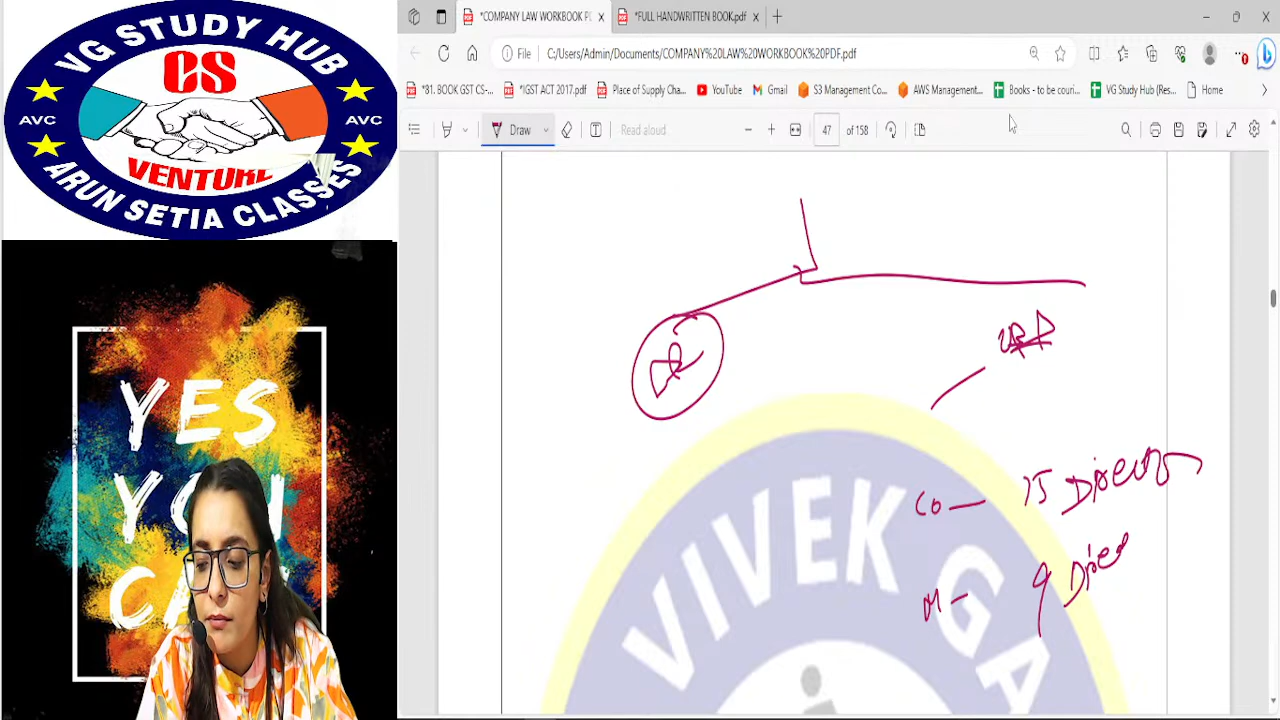 VG STUDY HUB
CS
AVC
AVC
VENTURE
ARUN SETIA CLASSES
YES
YOU
CA
*COMPANY LAW WORKBOOK P
*FULL HANDWRITTEN BOOK.pdf
File
C:/Users/Admin/Documents/COMPANY%20LAW%20WORKBOOK%20PDF.pdf
*81. BOOK GST CS-...
*IGST ACT 2017.pdf
Place of Supply Cha...
YouTube
Gmail
S3 Management Co...
AWS Management...
Books - to be couri...
VG Study Hub (Res...
Home
Draw
Read aloud
47
of 158
Co — 15 Directors
9 Direc
VIVEK GA